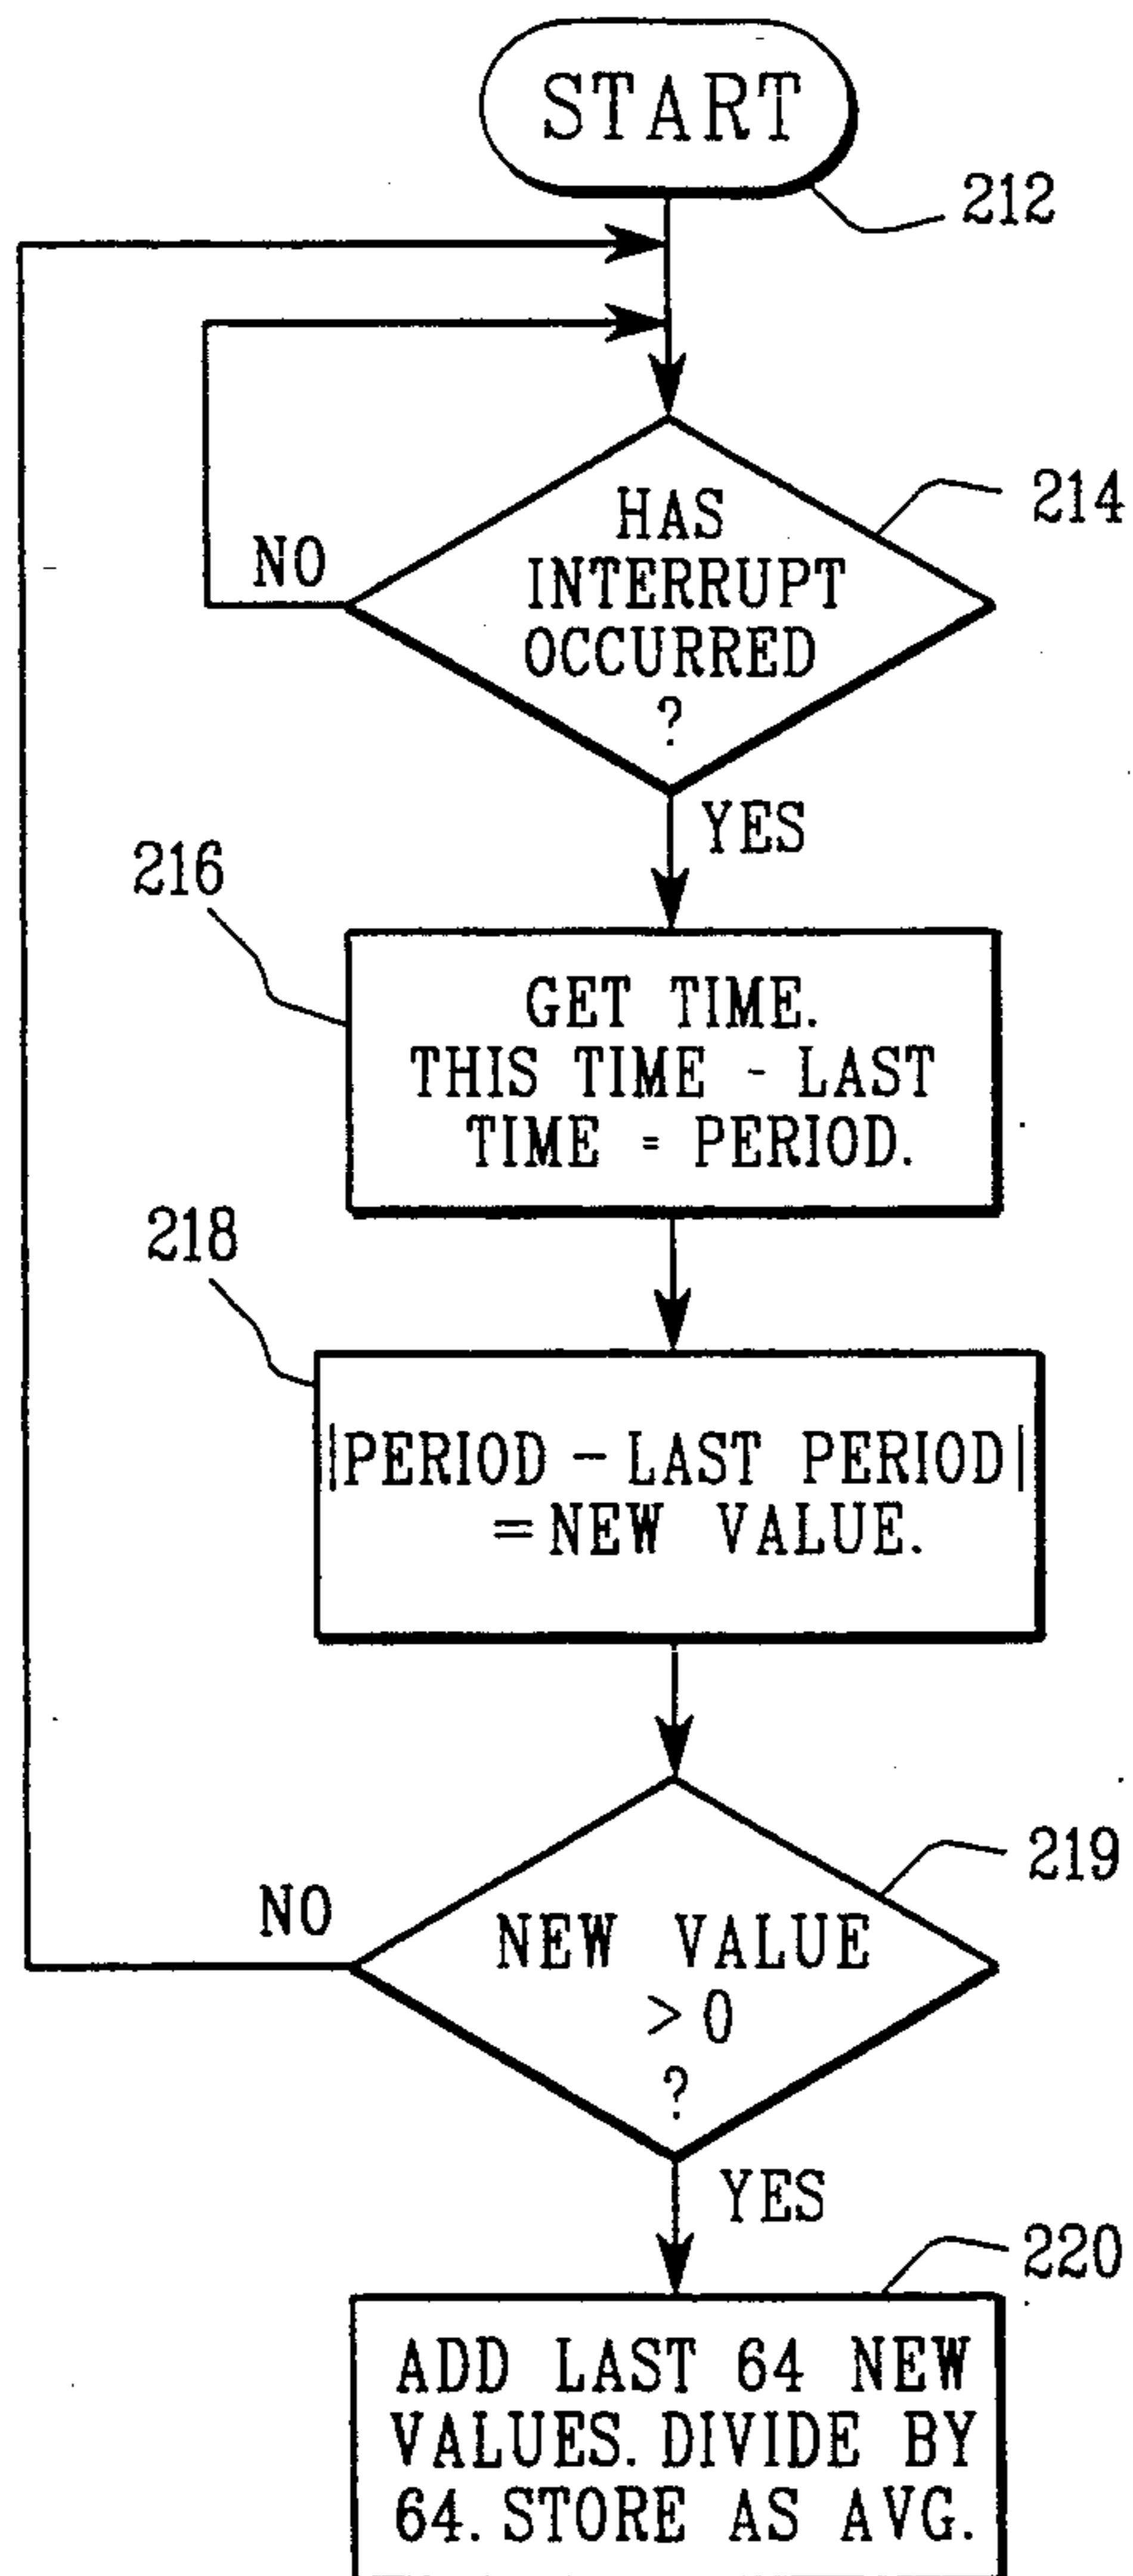 START
212
HAS
INTERRUPT
OCCURRED
?
214
NO
YES
216
GET TIME.
THIS TIME - LAST
TIME = PERIOD.
218
|PERIOD - LAST PERIOD|
= NEW VALUE.
219
NEW VALUE
> 0
?
NO
YES
220
ADD LAST 64 NEW
VALUES. DIVIDE BY
64. STORE AS AVG.